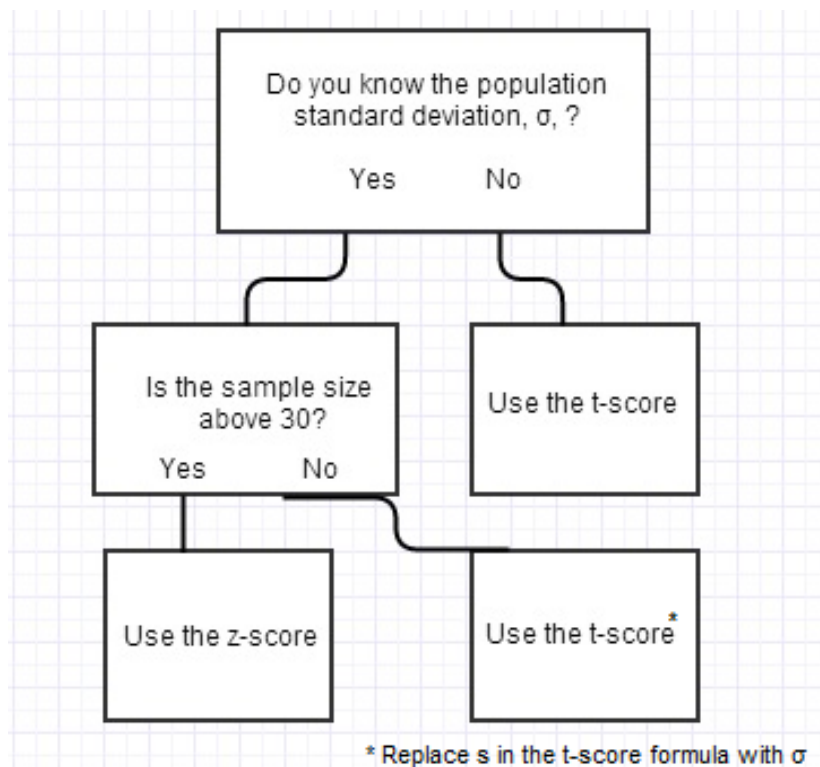 Do you know the population
standard deviation, σ, ?
Yes No
Is the sample size
above 30?
Yes No
Use the t-score
Use the z-score
Use the t-score*
* Replace s in the t-score formula with σ